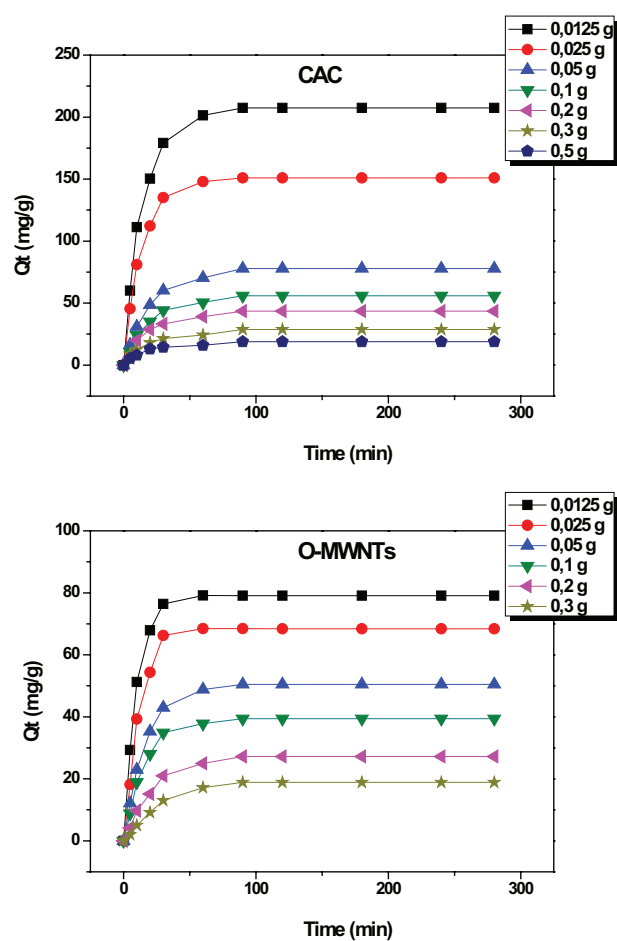 0,0125 g
0,025 g
0,05 g
0,1 g
0,2 g
0,3 g
0,5 g
CAC
250
200
150
100
50
0
Qt (mg/g)
0 100 200 300
Time (min)
0,0125 g
0,025 g
0,05 g
0,1 g
0,2 g
0,3 g
O-MWNTs
100
80
60
40
20
0
Qt (mg/g)
0 100 200 300
Time (min)